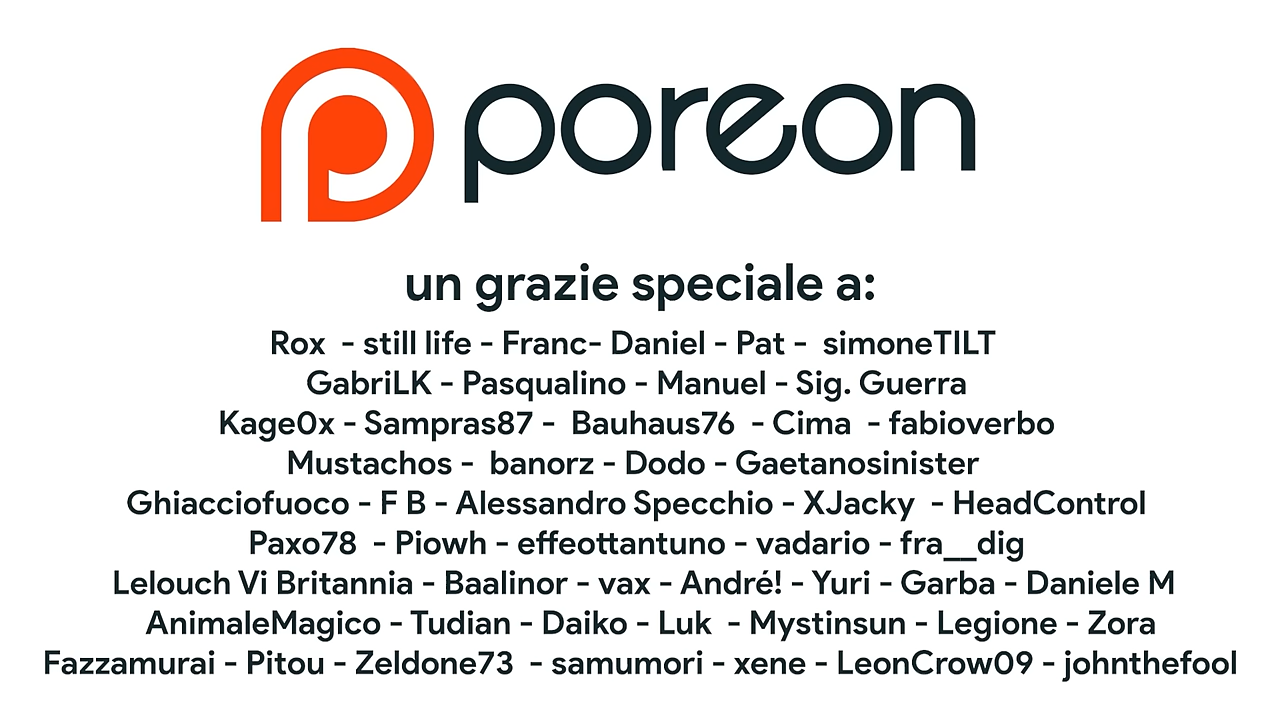 poreon
un grazie speciale a:
Rox - still life - Franc- Daniel - Pat - simoneTILT
GabriLK - Pasqualino - Manuel - Sig. Guerra
Kage0x - Sampras87 - Bauhaus76 - Cima - fabioverbo
Mustachos - banorz - Dodo - Gaetanosinister
Ghiacciofuoco - F B - Alessandro Specchio - XJacky - HeadControl
Paxo78 - Piowh - effeottantuno - vadario - fra__dig
Lelouch Vi Britannia - Baalinor - vax - André! - Yuri - Garba - Daniele M
AnimaleMagico - Tudian - Daiko - Luk - Mystinsun - Legione - Zora
Fazzamurai - Pitou - Zeldone73 - samumori - xene - LeonCrow09 - johnthefool